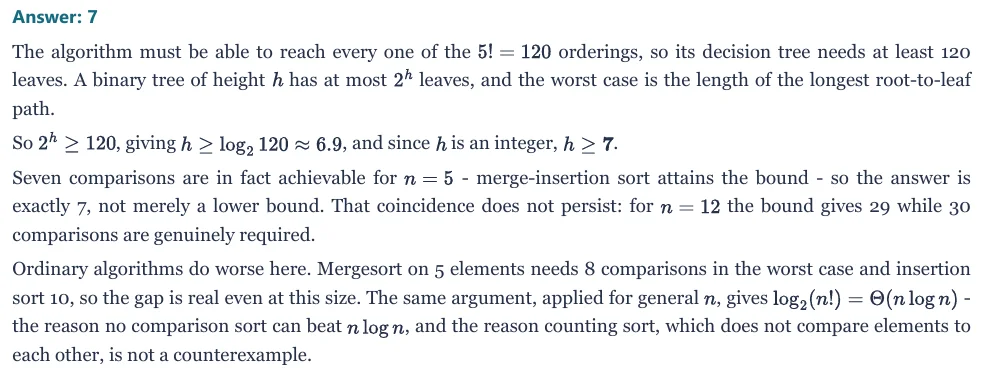 Answer: 7
The algorithm must be able to reach every one of the 5! = 120 orderings, so its decision tree needs at least 120
leaves. A binary tree of height h has at most 2^h leaves, and the worst case is the length of the longest root-to-leaf
path.
So 2^h ≥ 120, giving h ≥ log₂ 120 ≈ 6.9, and since h is an integer, h ≥ 7.
Seven comparisons are in fact achievable for n = 5 - merge-insertion sort attains the bound - so the answer is
exactly 7, not merely a lower bound. That coincidence does not persist: for n = 12 the bound gives 29 while 30
comparisons are genuinely required.
Ordinary algorithms do worse here. Mergesort on 5 elements needs 8 comparisons in the worst case and insertion
sort 10, so the gap is real even at this size. The same argument, applied for general n, gives log₂(n!) = Θ(n log n) -
the reason no comparison sort can beat n log n, and the reason counting sort, which does not compare elements to
each other, is not a counterexample.